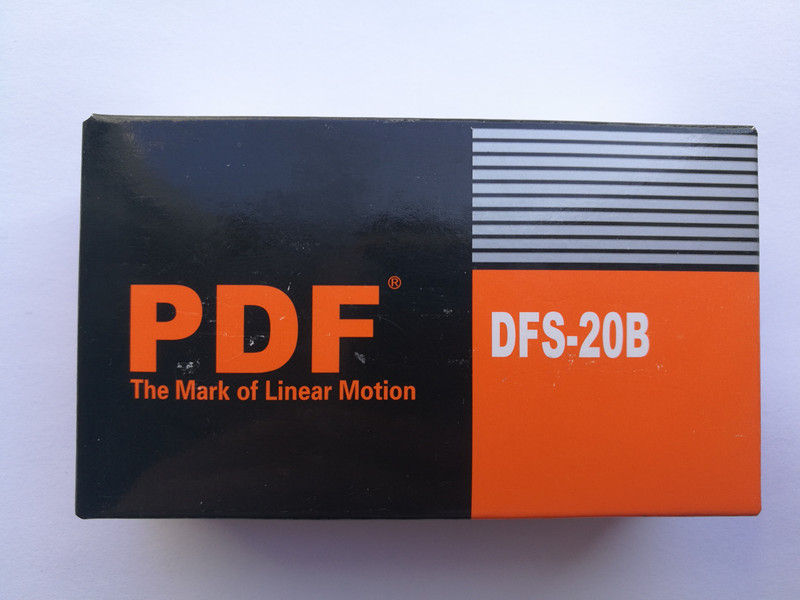 PDF®
The Mark of Linear Motion
DFS-20B